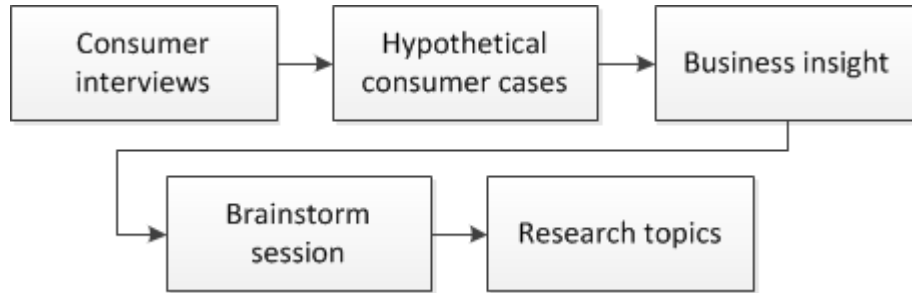 Consumer
interviews
Hypothetical
consumer cases
Business insight
Brainstorm
session
Research topics